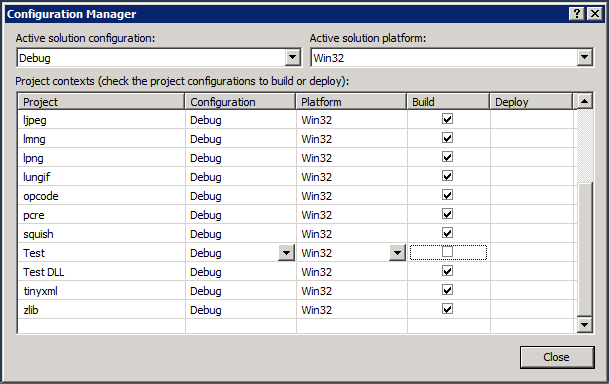 Configuration Manager
Active solution configuration: Active solution platform:
Debug Win32
Project contexts (check the project configurations to build or deploy):
Project Configuration Platform Build Deploy
ljpeg Debug Win32
lmng Debug Win32
lpng Debug Win32
lungif Debug Win32
opcode Debug Win32
pcre Debug Win32
squish Debug Win32
Test Debug Win32
Test DLL Debug Win32
tinyxml Debug Win32
zlib Debug Win32
Close